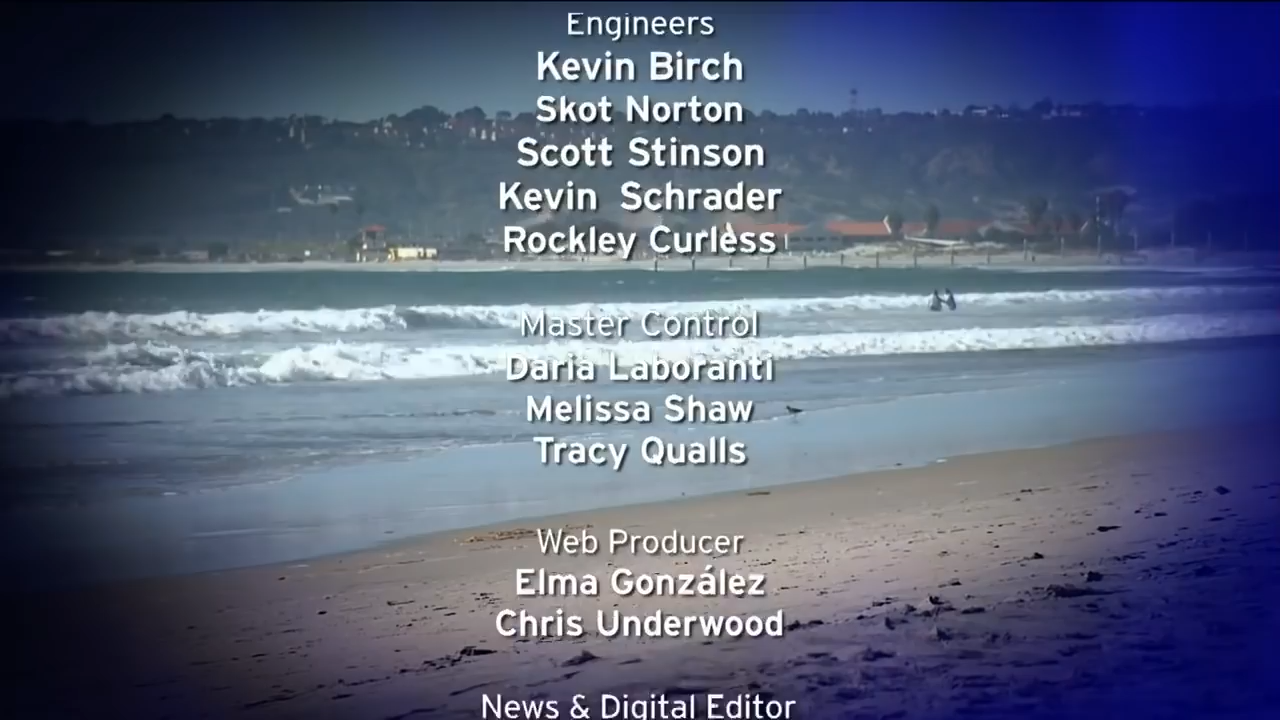 Engineers
Kevin Birch
Skot Norton
Scott Stinson
Kevin Schrader
Rockley Curless
Master Control
Daria Laboranti
Melissa Shaw
Tracy Qualls
Web Producer
Elma González
Chris Underwood
News & Digital Editor